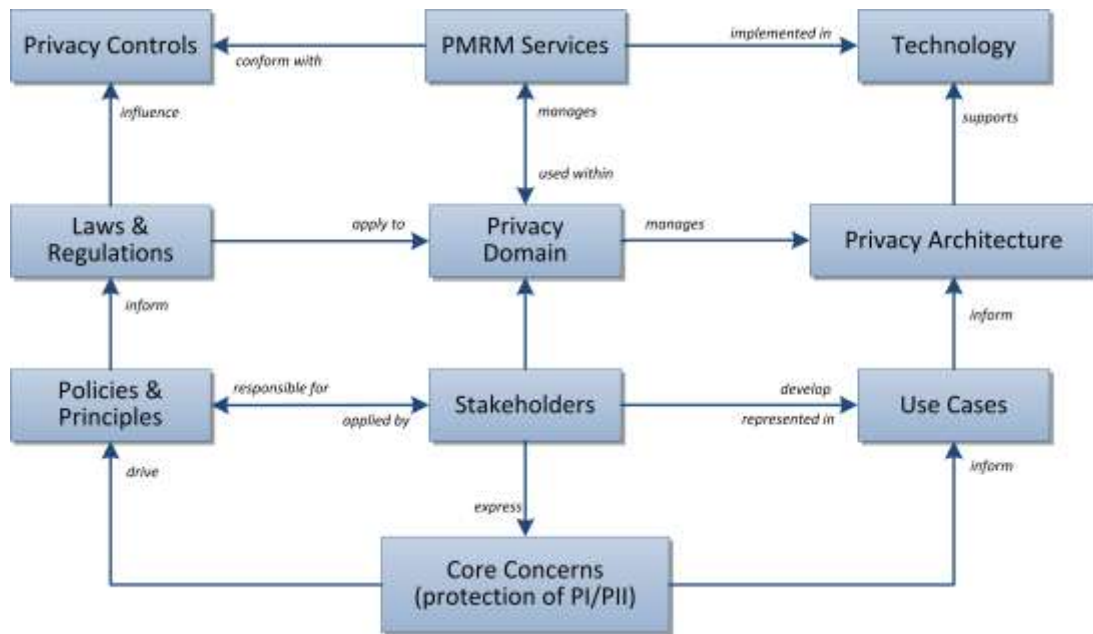 Privacy Controls
PMRM Services
Technology
conform with
implemented in
influence
manages
supports
used within
Laws &
Regulations
apply to
Privacy
Domain
manages
Privacy Architecture
inform
inform
Policies &
Principles
responsible for
applied by
Stakeholders
develop
represented in
Use Cases
drive
inform
express
Core Concerns
(protection of PI/PII)